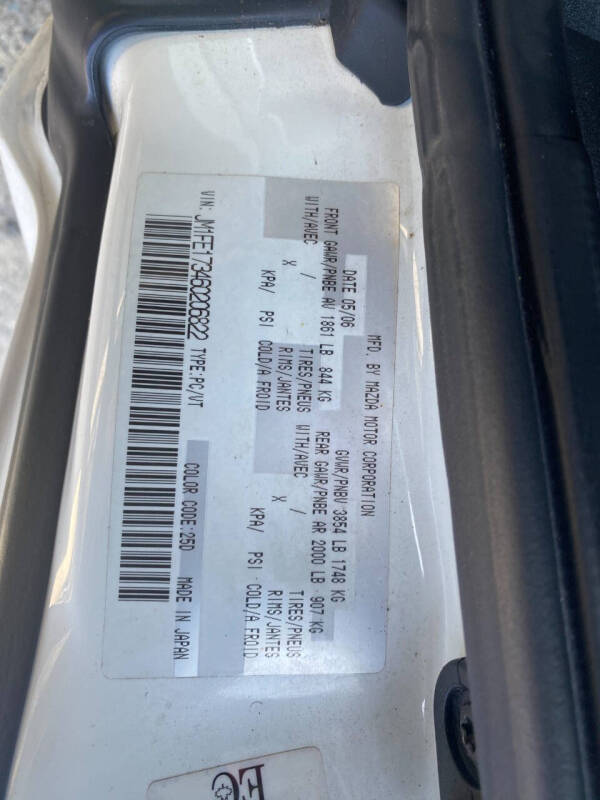 MFD. BY MAZDA MOTOR CORPORATION
DATE 05/06 GVWR/PNBV 3854 LB 1748 KG
FRONT GAWR/PNBE AV 1861 LB 844 KG REAR GAWR/PNBE AR 2000 LB 907 KG
WITH/AVEC / TIRES/PNEUS WITH/AVEC / TIRES/PNEUS
X RIMS/JANTES X RIMS/JANTES
KPA/ PSI COLD/A FROID KPA/ PSI COLD/A FROID
VIN: JM1FE173460206822 TYPE:PC/VT
COLOR CODE:25D MADE IN JAPAN